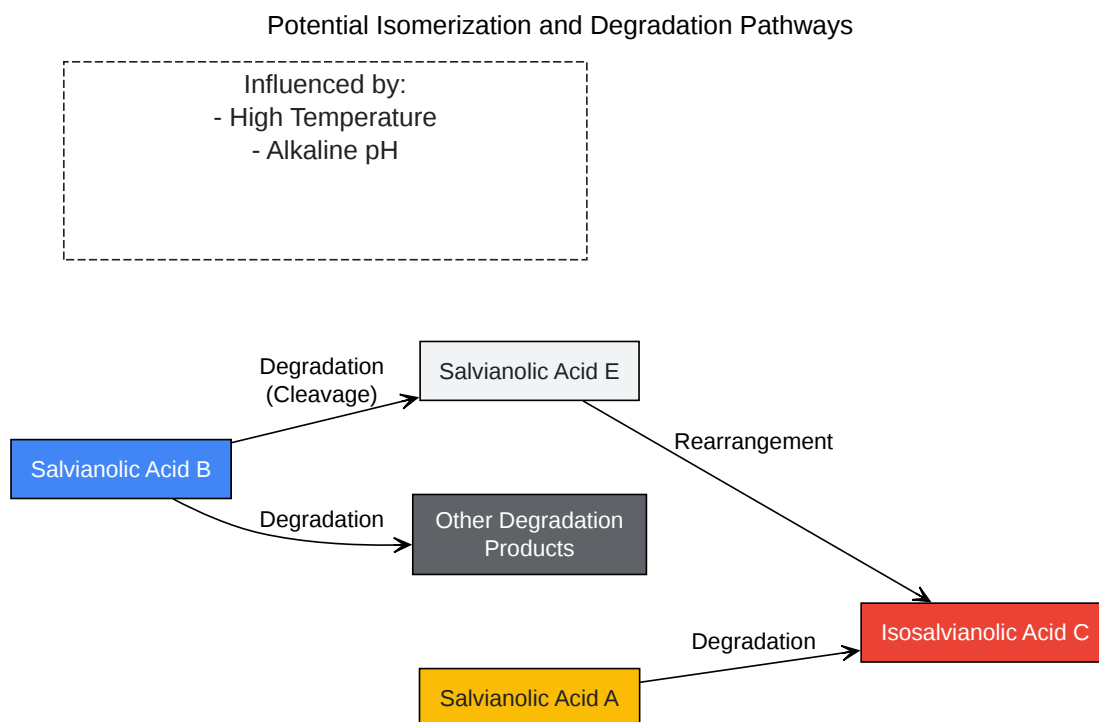 Potential Isomerization and Degradation Pathways
Influenced by:
- High Temperature
- Alkaline pH
Degradation
(Cleavage)
Salvianolic Acid E
Rearrangement
Salvianolic Acid B
Degradation
Other Degradation
Products
Isosalvianolic Acid C
Degradation
Salvianolic Acid A